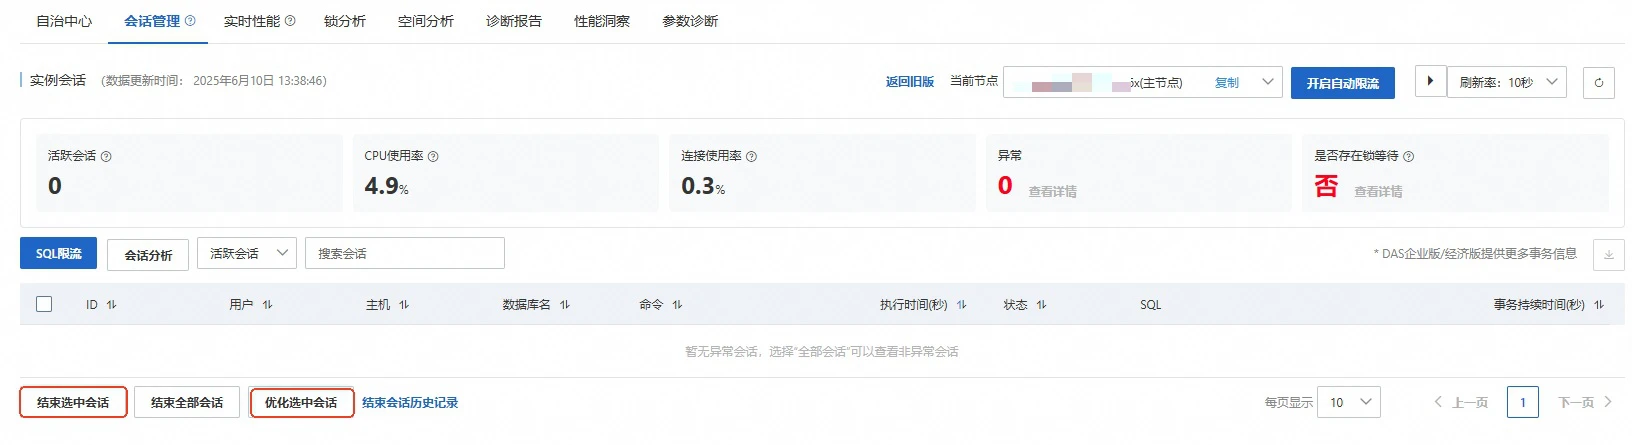 自治中心 会话管理 实时性能 锁分析 空间分析 诊断报告 性能洞察 参数诊断
实例会话 (数据更新时间： 2025年6月10日 13:38:46) 返回旧版 当前节点 (主节点) 复制 开启自动限流 刷新率：10秒
活跃会话 CPU使用率 连接使用率 异常 是否存在锁等待
0 4.9% 0.3% 0 查看详情 否 查看详情
SQL限流 会话分析 活跃会话 搜索会话 * DAS企业版/经济版提供更多事务信息
ID 用户 主机 数据库名 命令 执行时间(秒) 状态 SQL 事务持续时间(秒)
暂无异常会话，选择“全部会话”可以查看非异常会话
结束选中会话 结束全部会话 优化选中会话 结束会话历史记录 每页显示 10 上一页 1 下一页